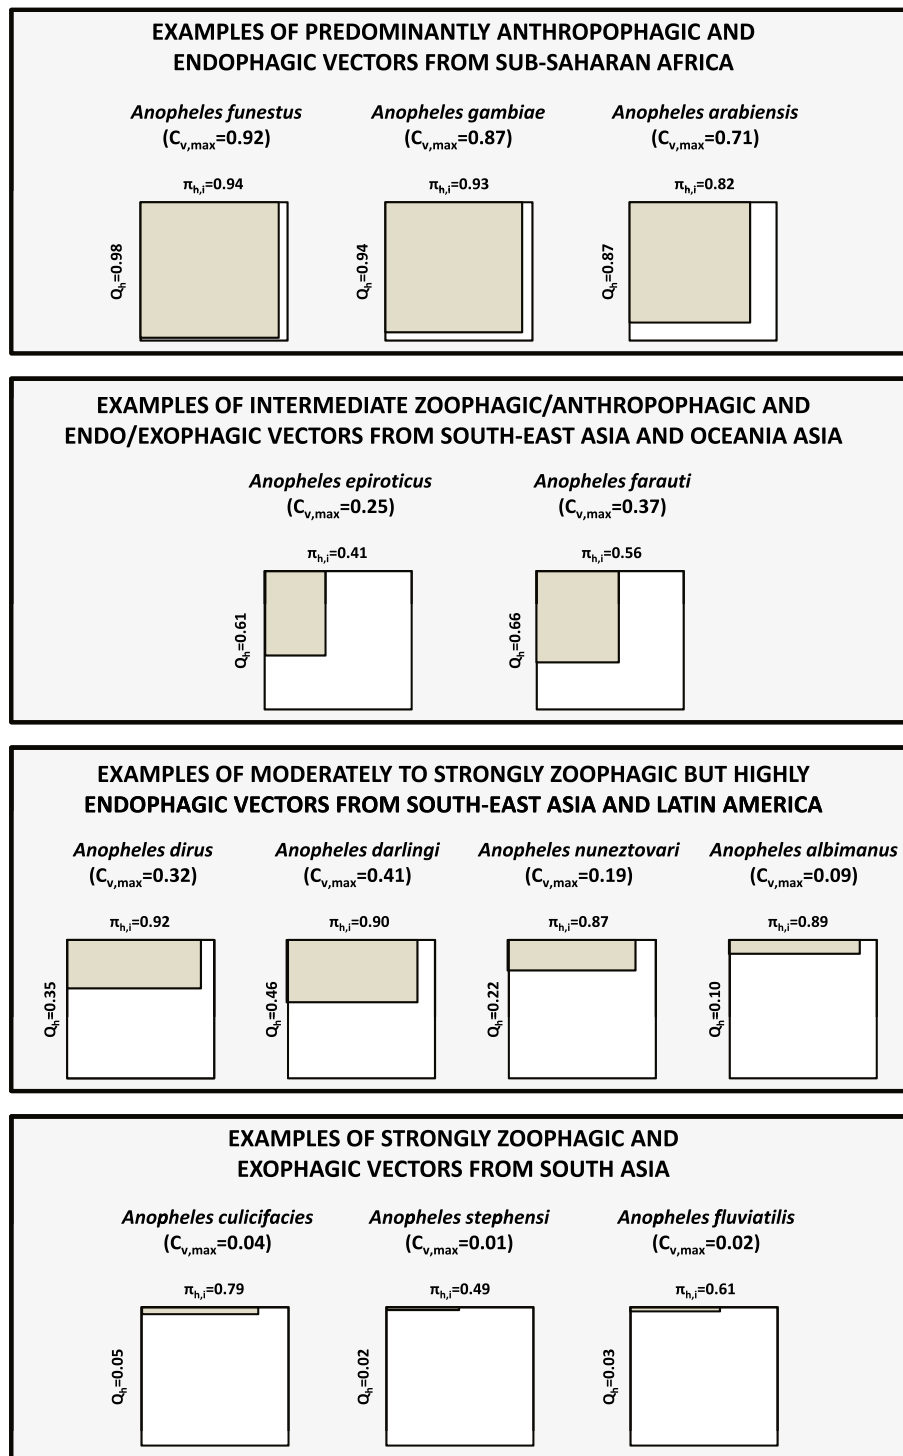 EXAMPLES OF PREDOMINANTLY ANTHROPOPHAGIC AND
ENDOPHAGIC VECTORS FROM SUB-SAHARAN AFRICA
Anopheles funestus Anopheles gambiae Anopheles arabiensis
(Cv,max=0.92) (Cv,max=0.87) (Cv,max=0.71)
πh,i=0.94 πh,i=0.93 πh,i=0.82
Qh=0.98 Qh=0.94 Qh=0.87
EXAMPLES OF INTERMEDIATE ZOOPHAGIC/ANTHROPOPHAGIC AND
ENDO/EXOPHAGIC VECTORS FROM SOUTH-EAST ASIA AND OCEANIA ASIA
Anopheles epiroticus Anopheles farauti
(Cv,max=0.25) (Cv,max=0.37)
πh,i=0.41 πh,i=0.56
Qh=0.61 Qh=0.66
EXAMPLES OF MODERATELY TO STRONGLY ZOOPHAGIC BUT HIGHLY
ENDOPHAGIC VECTORS FROM SOUTH-EAST ASIA AND LATIN AMERICA
Anopheles dirus Anopheles darlingi Anopheles nuneztovari Anopheles albimanus
(Cv,max=0.32) (Cv,max=0.41) (Cv,max=0.19) (Cv,max=0.09)
πh,i=0.92 πh,i=0.90 πh,i=0.87 πh,i=0.89
Qh=0.35 Qh=0.46 Qh=0.22 Qh=0.10
EXAMPLES OF STRONGLY ZOOPHAGIC AND
EXOPHAGIC VECTORS FROM SOUTH ASIA
Anopheles culicifacies Anopheles stephensi Anopheles fluviatilis
(Cv,max=0.04) (Cv,max=0.01) (Cv,max=0.02)
πh,i=0.79 πh,i=0.49 πh,i=0.61
Qh=0.05 Qh=0.02 Qh=0.03